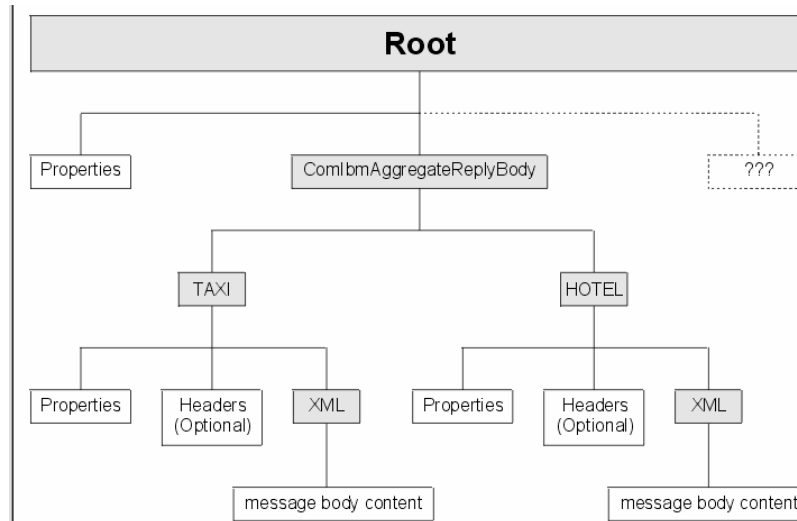 Root
Properties
ComIbmAggregateReplyBody
???
TAXI
HOTEL
Properties
Headers
(Optional)
XML
Properties
Headers
(Optional)
XML
message body content
message body content